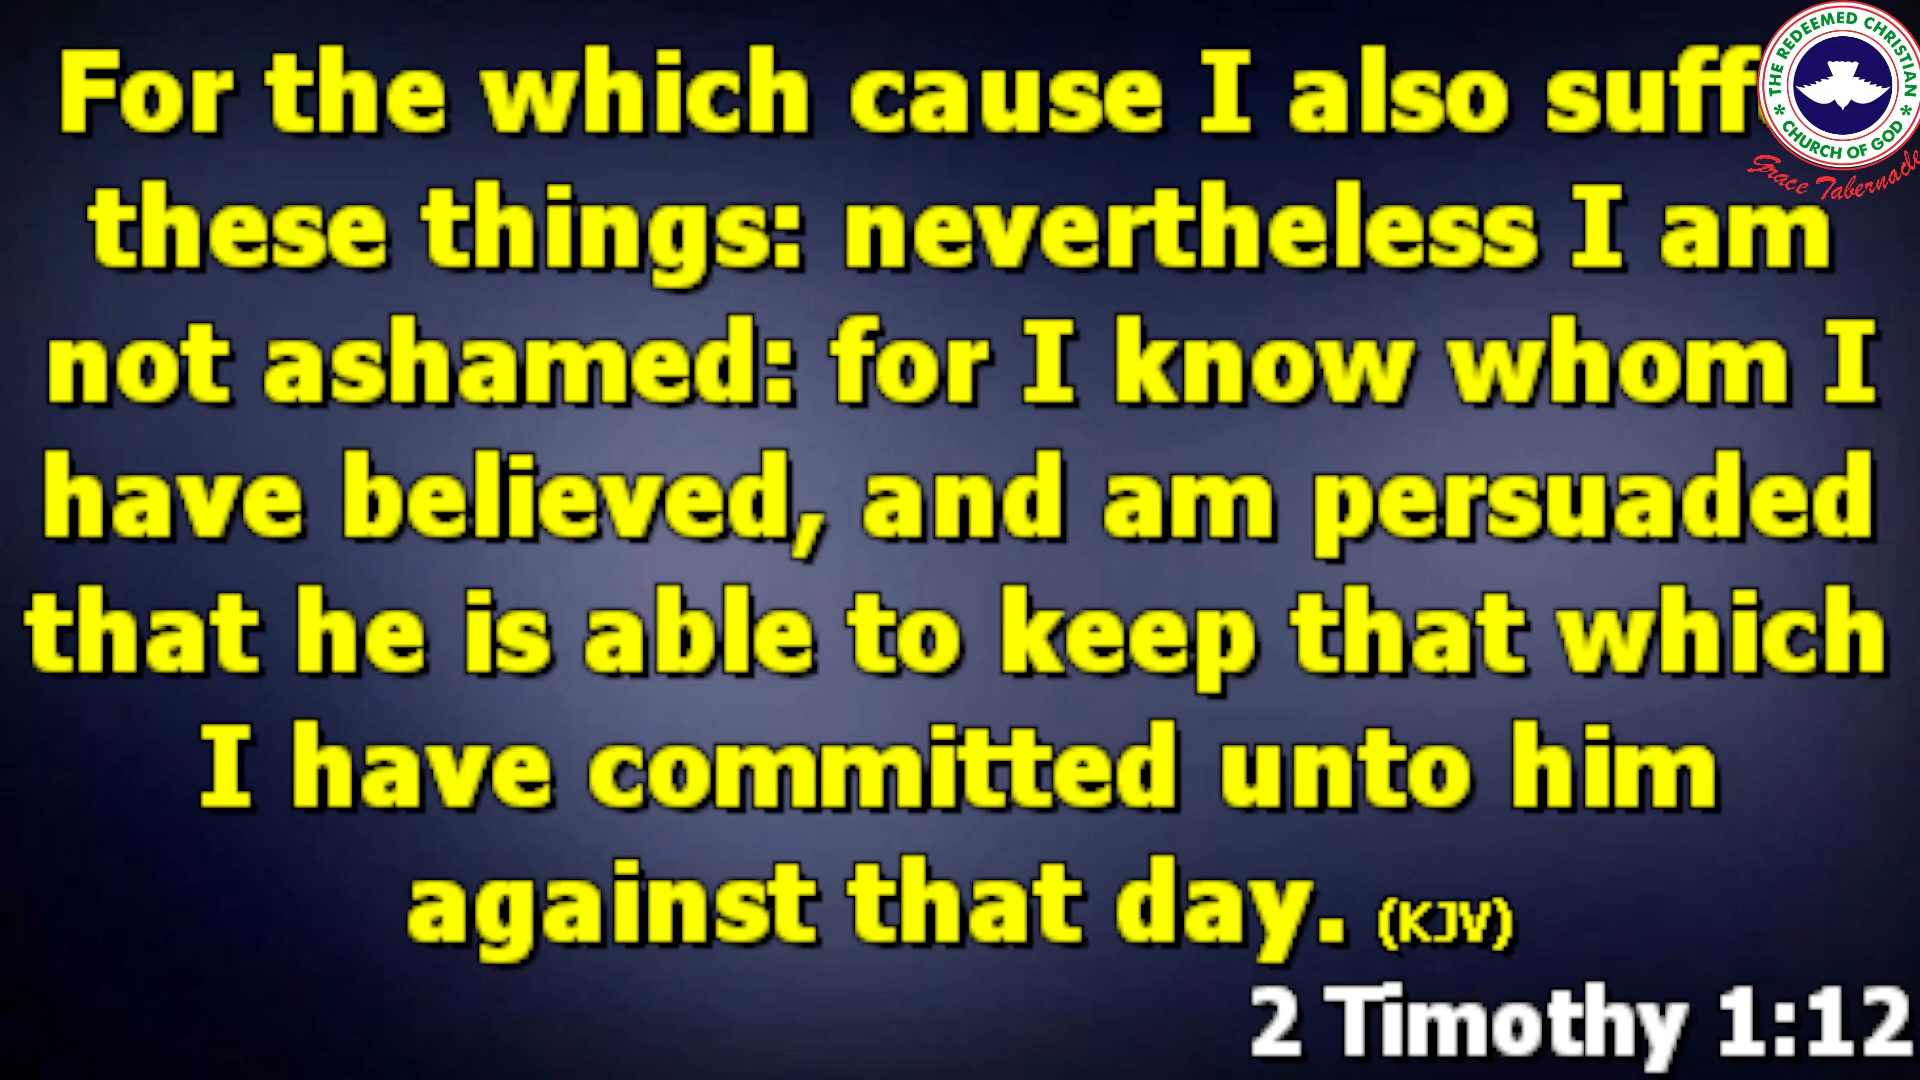 For the which cause I also suff
these things: nevertheless I am
not ashamed: for I know whom I
have believed, and am persuaded
that he is able to keep that which
I have committed unto him
against that day. (KJV)
2 Timothy 1:12
THE REDEEMED CHRISTIAN
* CHURCH OF GOD *
Grace Tabernacle